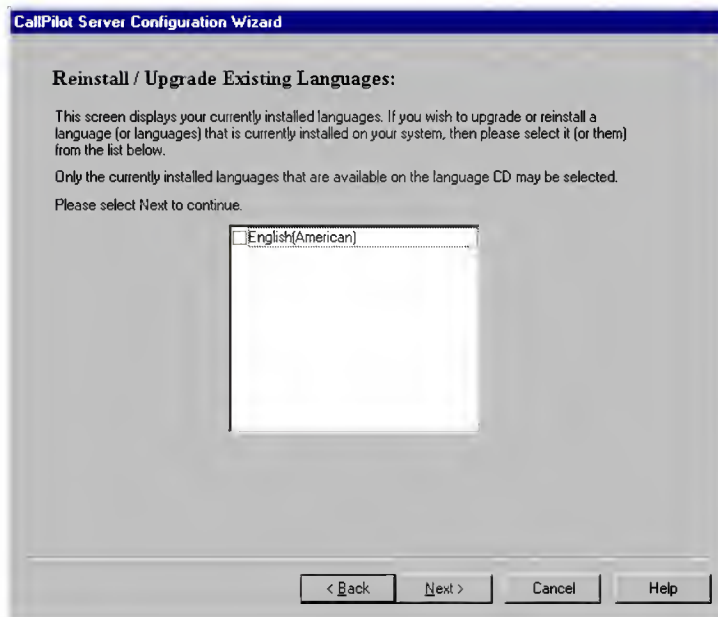 CallPilot Server Configuration Wizard
Reinstall / Upgrade Existing Languages:
This screen displays your currently installed languages. If you wish to upgrade or reinstall a
language (or languages) that is currently installed on your system, then please select it (or them)
from the list below.
Only the currently installed languages that are available on the language CD may be selected.
Please select Next to continue.
English(American)
< Back Next > Cancel Help